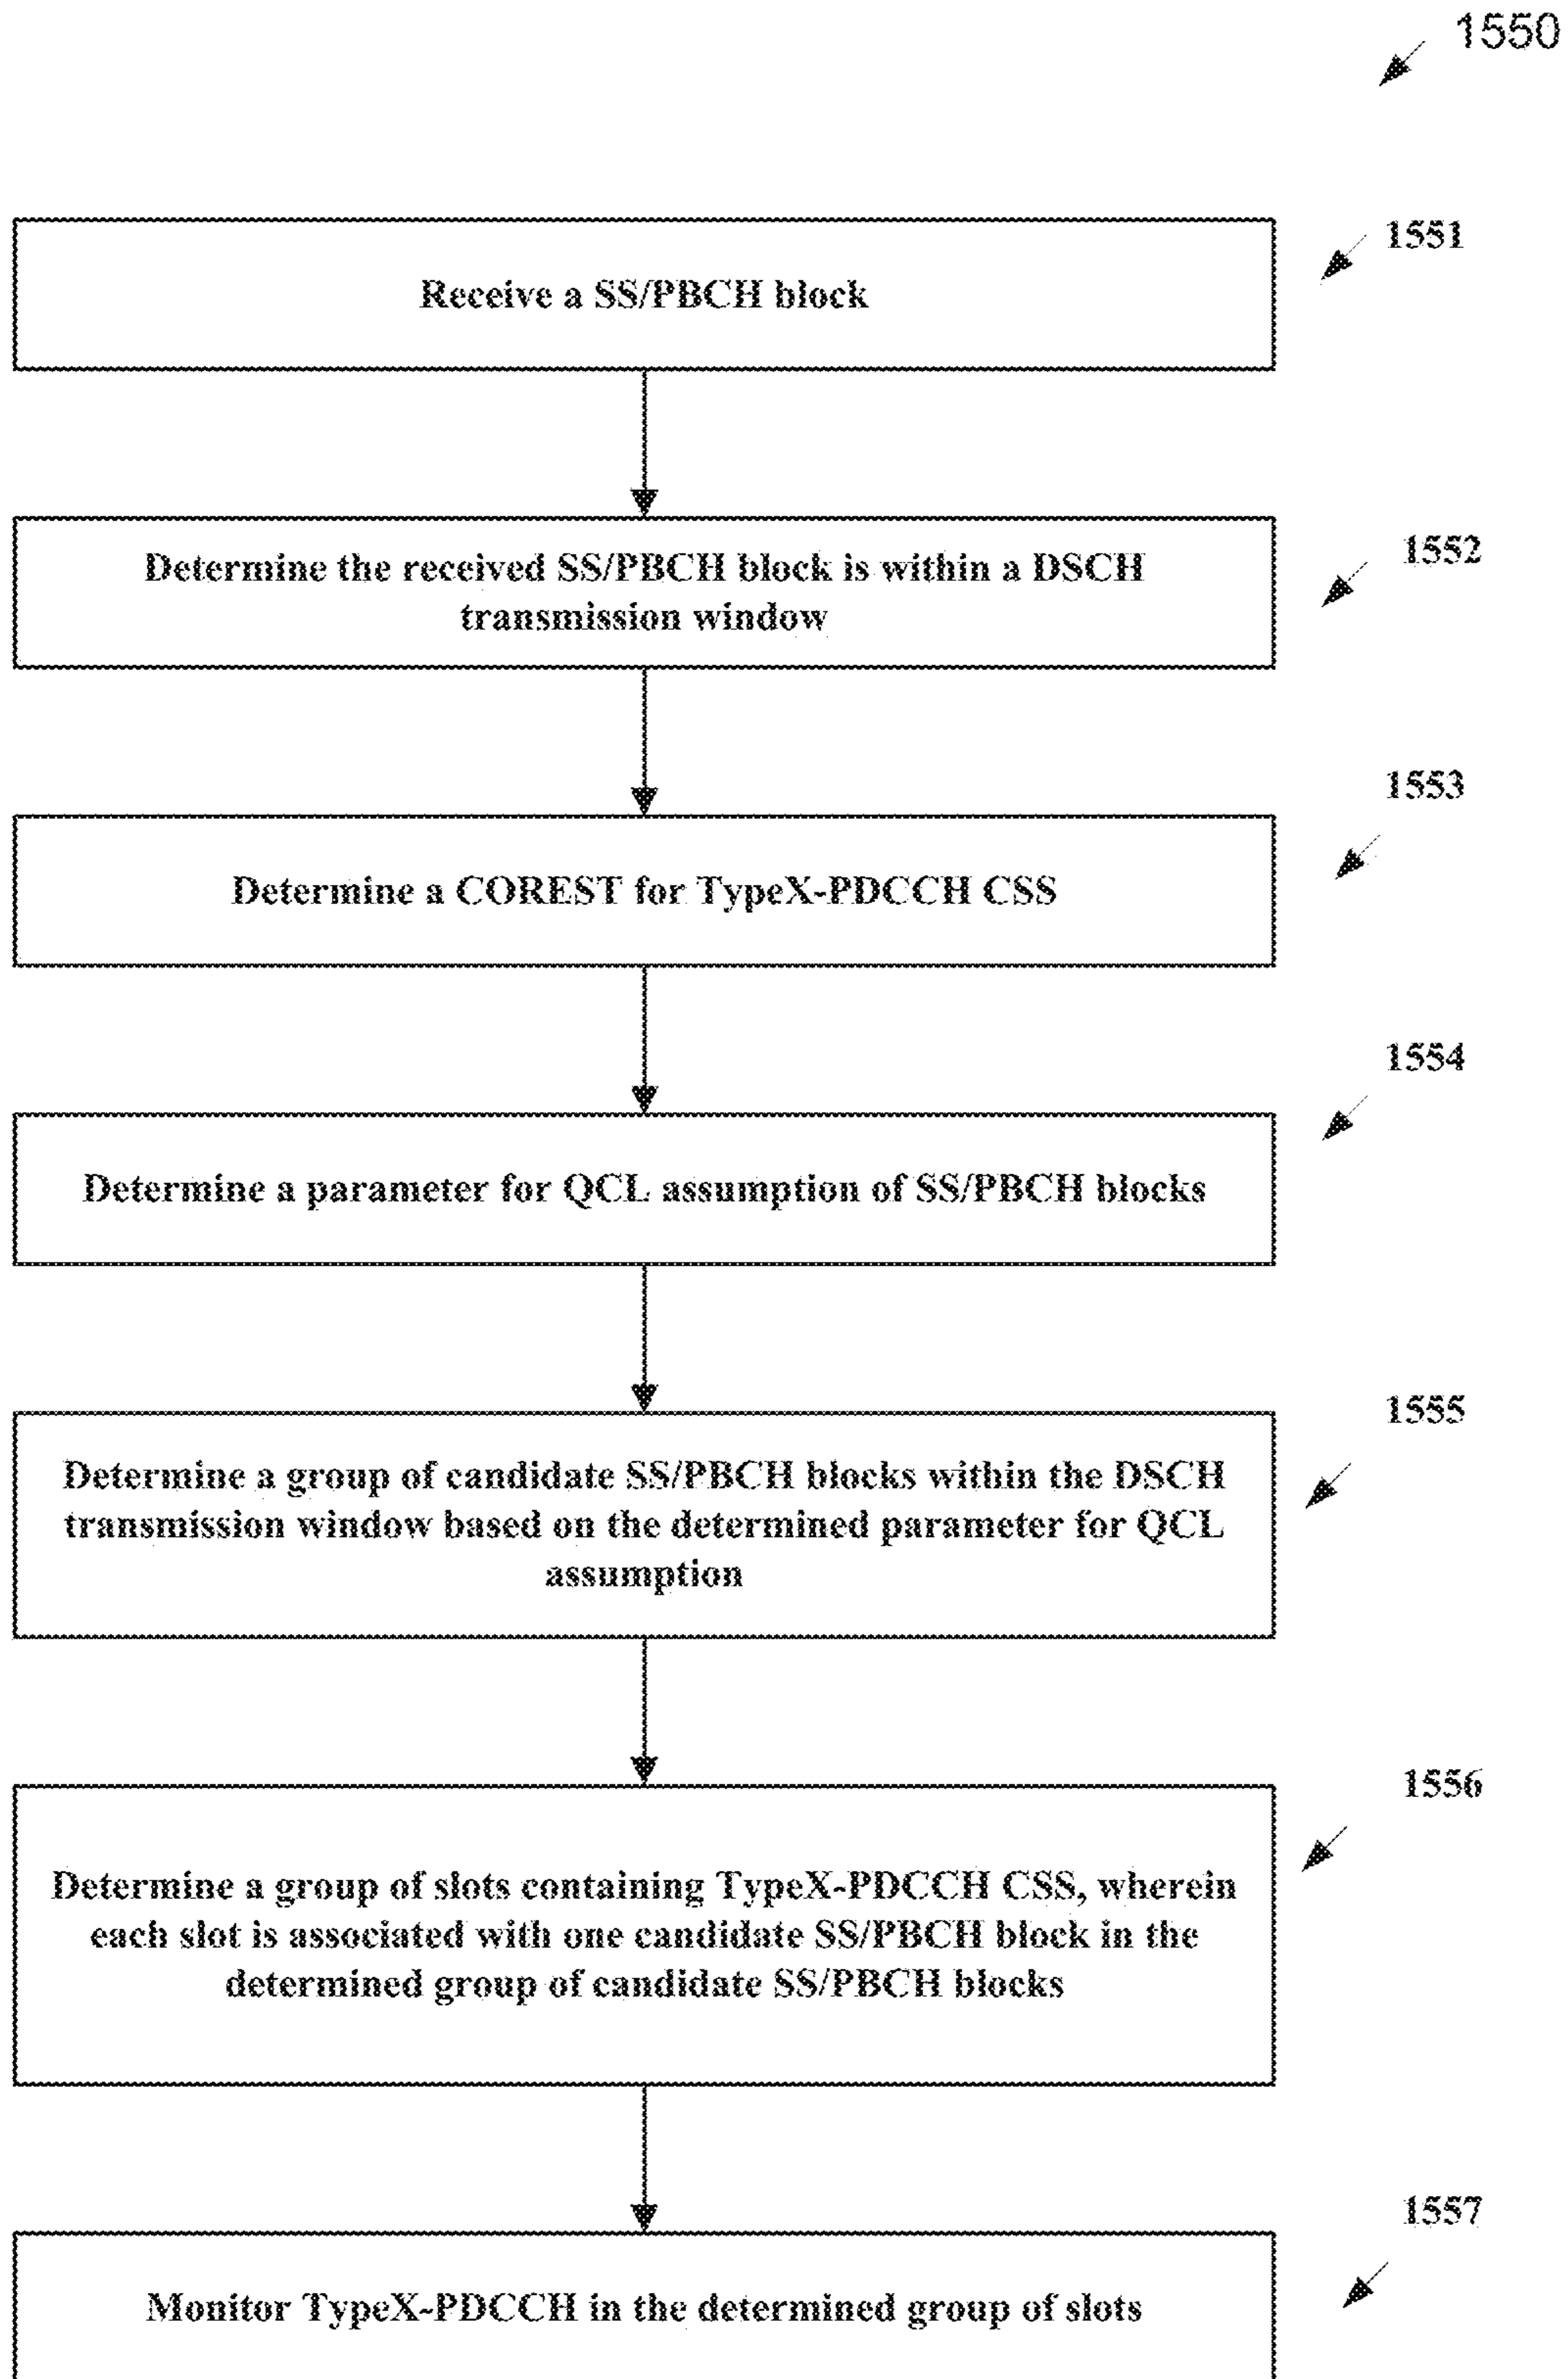 1550
1551
Receive a SS/PBCH block
1552
Determine the received SS/PBCH block is within a DSCH
transmission window
1553
Determine a COREST for TypeX-PDCCH CSS
1554
Determine a parameter for QCL assumption of SS/PBCH blocks
1555
Determine a group of candidate SS/PBCH blocks within the DSCH
transmission window based on the determined parameter for QCL
assumption
1556
Determine a group of slots containing TypeX-PDCCH CSS, wherein
each slot is associated with one candidate SS/PBCH block in the
determined group of candidate SS/PBCH blocks
1557
Monitor TypeX-PDCCH in the determined group of slots